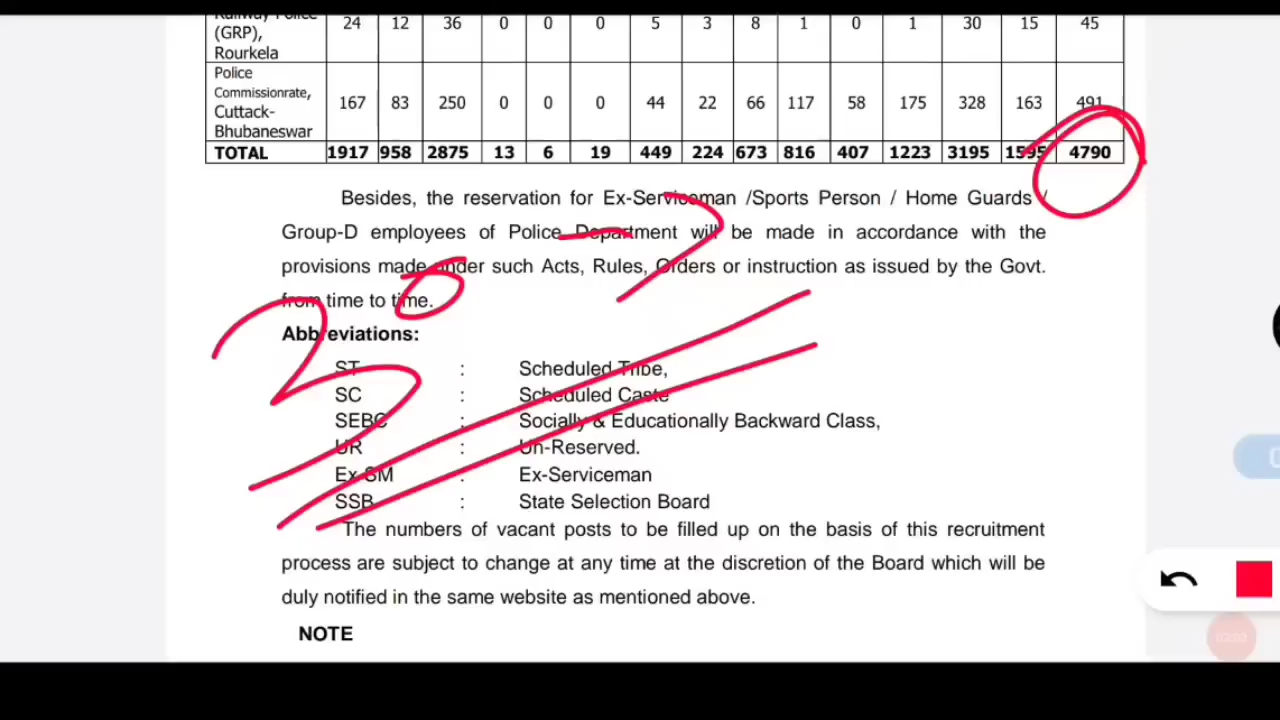 Railway Police
(GRP),
Rourkela 24 12 36 0 0 0 5 3 8 1 0 1 30 15 45
Police
Commissionrate,
Cuttack-
Bhubaneswar 167 83 250 0 0 0 44 22 66 117 58 175 328 163 491
TOTAL 1917 958 2875 13 6 19 449 224 673 816 407 1223 3195 1595 4790
Besides, the reservation for Ex-Serviceman /Sports Person / Home Guards /
Group-D employees of Police Department will be made in accordance with the
provisions made under such Acts, Rules, Orders or instruction as issued by the Govt.
from time to time.
Abbreviations:
ST : Scheduled Tribe,
SC : Scheduled Caste
SEBC : Socially & Educationally Backward Class,
UR : Un-Reserved.
Ex-SM : Ex-Serviceman
SSB : State Selection Board
The numbers of vacant posts to be filled up on the basis of this recruitment
process are subject to change at any time at the discretion of the Board which will be
duly notified in the same website as mentioned above.
NOTE